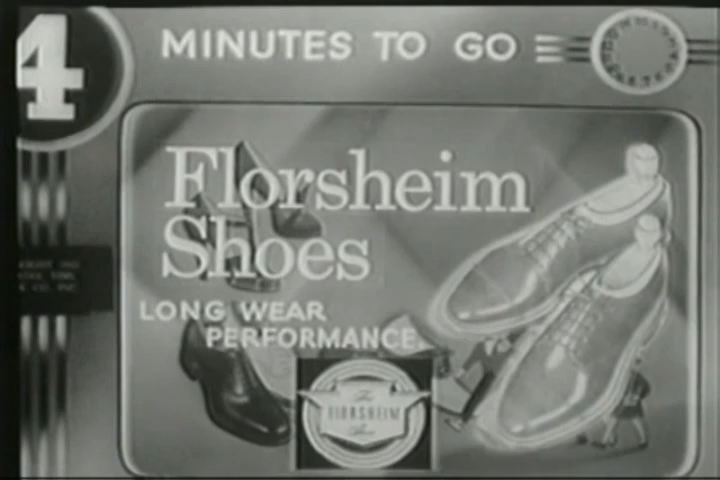 4
MINUTES TO GO
Florsheim
Shoes
LONG WEAR
PERFORMANCE
The
FLORSHEIM
Shoe